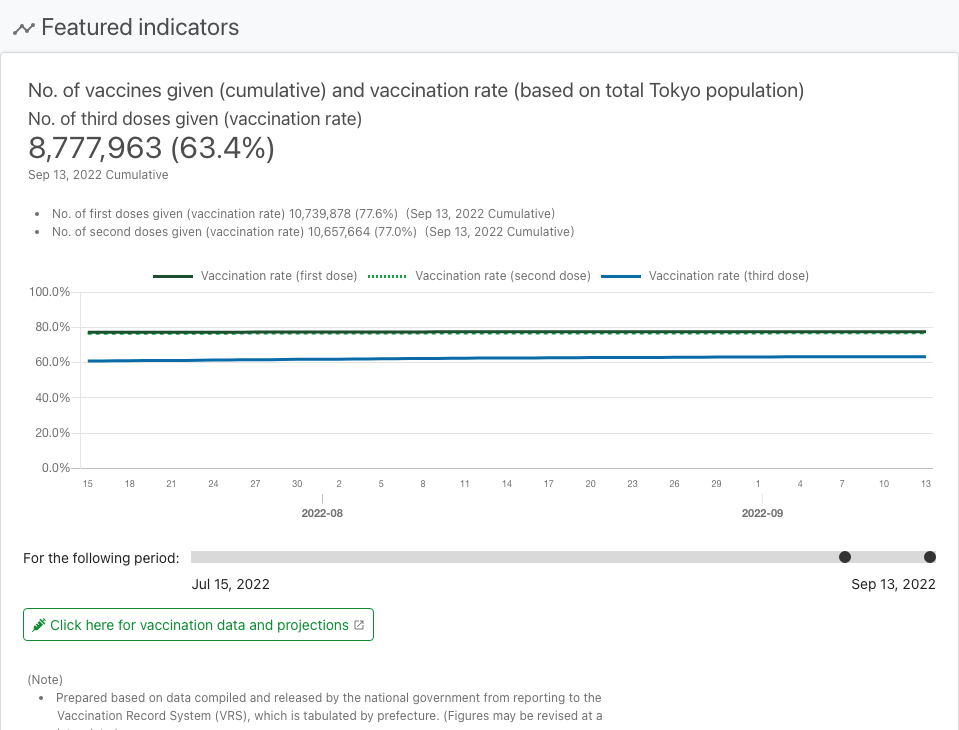 Featured indicators
No. of vaccines given (cumulative) and vaccination rate (based on total Tokyo population)
No. of third doses given (vaccination rate)
8,777,963 (63.4%)
Sep 13, 2022 Cumulative
• No. of first doses given (vaccination rate) 10,739,878 (77.6%) (Sep 13, 2022 Cumulative)
• No. of second doses given (vaccination rate) 10,657,664 (77.0%) (Sep 13, 2022 Cumulative)
Vaccination rate (first dose) Vaccination rate (second dose) Vaccination rate (third dose)
100.0%
80.0%
60.0%
40.0%
20.0%
0.0%
15 18 21 24 27 30 2 5 8 11 14 17 20 23 26 29 1 4 7 10 13
2022-08 2022-09
For the following period:
Jul 15, 2022 Sep 13, 2022
Click here for vaccination data and projections
(Note)
• Prepared based on data compiled and released by the national government from reporting to the
Vaccination Record System (VRS), which is tabulated by prefecture. (Figures may be revised at a